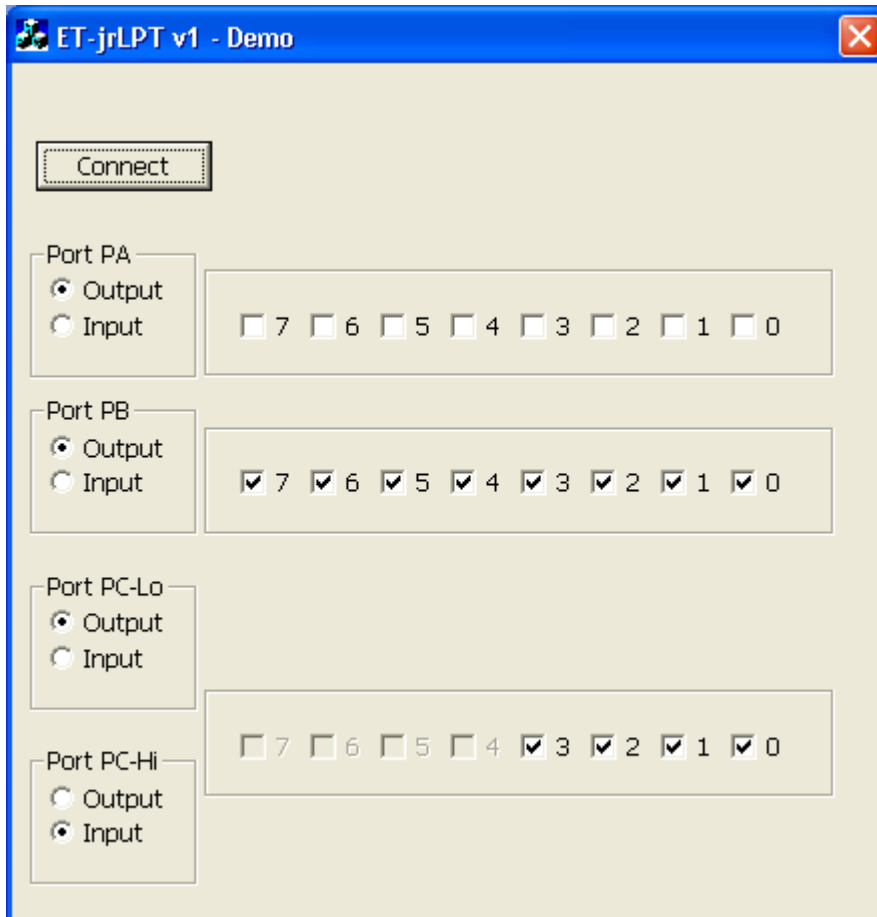 ET-jrLPT v1 - Demo
Connect
Port PA
Output
Input
7 6 5 4 3 2 1 0
Port PB
Output
Input
7 6 5 4 3 2 1 0
Port PC-Lo
Output
Input
7 6 5 4 3 2 1 0
Port PC-Hi
Output
Input